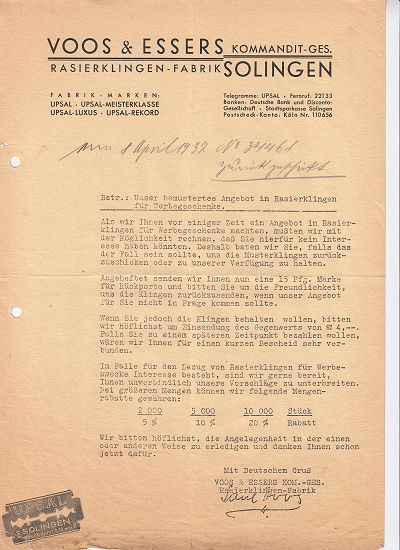 VOOS & ESSERS KOMMANDIT-GES.
RASIERKLINGEN-FABRIK SOLINGEN
FABRIK-MARKEN:
UPSAL · UPSAL-MEISTERKLASSE
UPSAL-LUXUS · UPSAL-REKORD
Telegramme: UPSAL · Fernruf: 22133
Banken: Deutsche Bank und Disconto-
Gesellschaft · Stadtsparkasse Solingen
Postscheck-Konto: Köln Nr. 110656
April 1937 No
Betr.: Unser bemustertes Angebot in Rasierklingen
für Werbegeschenke.
Als wir Ihnen vor einiger Zeit ein Angebot in Rasier-
klingen für Werbegeschenke machten, mußten wir mit
der Möglichkeit rechnen, daß Sie hierfür kein Inter-
esse haben könnten. Deshalb baten wir Sie, falls das
der Fall sein sollte, uns die Musterklingen zurück-
zuschicken oder zu unserer Verfügung zu halten.
Angeheftet senden wir Ihnen nun eine 15 Pfg. Marke
für Rückporto und bitten Sie um die Freundlichkeit,
uns die Klingen zurückzusenden, wenn unser Angebot
für Sie nicht in Frage kommen sollte.
Wenn Sie jedoch die Klingen behalten wollen, bitten
wir höflichst um Einsendung des Gegenwerts von RM 4,--.
Falls Sie zu einem späteren Zeitpunkt bezahlen wollen,
wären wir Ihnen für einen kurzen Bescheid sehr ver-
bunden.
Im Falle für den Bezug von Rasierklingen für Werbe-
zwecke Interesse besteht, sind wir gerne bereit,
Ihnen unverbindlich unsere Vorschläge zu unterbreiten.
Bei größeren Mengen können wir folgende Mengen-
rabatte gewähren:
2 000 5 000 10 000 Stück
5 % 10 % 20 % Rabatt
Wir bitten höflichst, die Angelegenheit in der einen
oder anderen Weise zu erledigen und danken Ihnen schon
jetzt dafür.
Mit Deutschem Gruß
VOOS & ESSERS KOM.-GES.
Rasierklingen-Fabrik
Voos
UPSAL
SOLINGEN